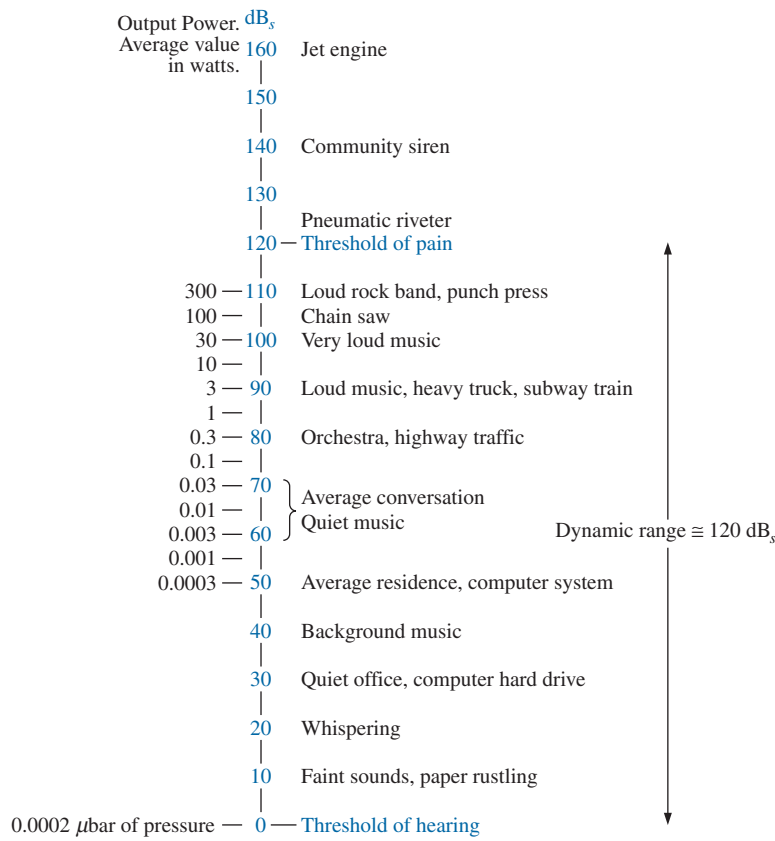 Output Power. dBs
Average value 160 Jet engine
in watts.
150
140 Community siren
130
Pneumatic riveter
120 Threshold of pain
300 110 Loud rock band, punch press
100 Chain saw
30 100 Very loud music
10
3 90 Loud music, heavy truck, subway train
1
0.3 80 Orchestra, highway traffic
0.1
0.03 70
Average conversation
0.01
Quiet music
0.003 60
Dynamic range ≅ 120 dBs
0.001
0.0003 50 Average residence, computer system
40 Background music
30 Quiet office, computer hard drive
20 Whispering
10 Faint sounds, paper rustling
0.0002 μbar of pressure 0 Threshold of hearing